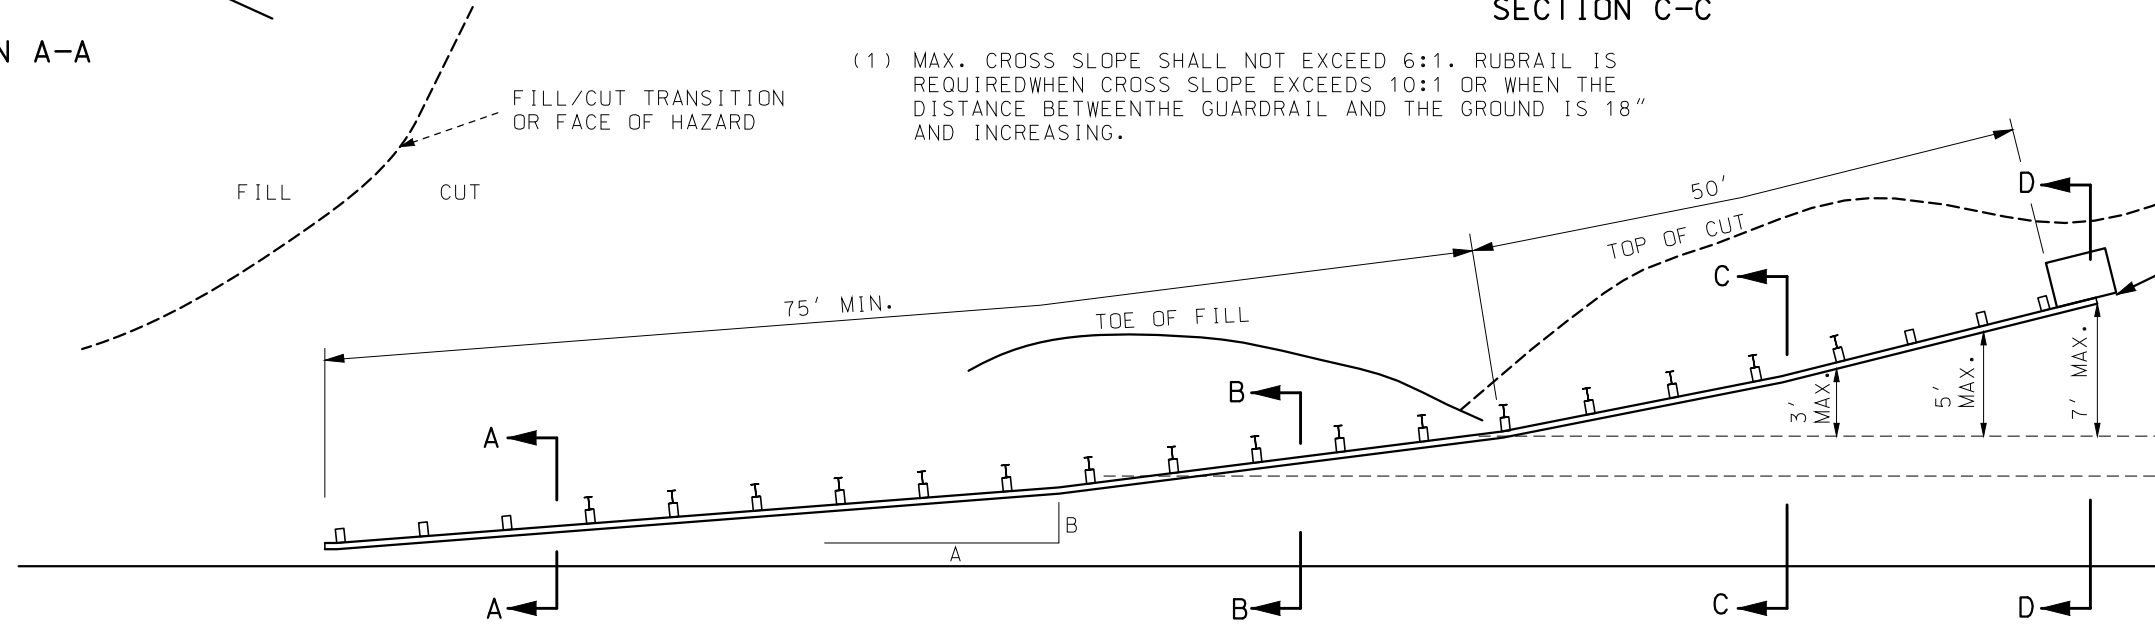 SECTION C-C
N A-A
(1) MAX. CROSS SLOPE SHALL NOT EXCEED 6:1. RUBRAIL IS
REQUIREDWHEN CROSS SLOPE EXCEEDS 10:1 OR WHEN THE
DISTANCE BETWEENTHE GUARDRAIL AND THE GROUND IS 18"
AND INCREASING.
FILL/CUT TRANSITION
OR FACE OF HAZARD
FILL
CUT
50'
D
TOP OF CUT
C
75' MIN.
TOE OF FILL
B
A
3'
MAX.
5'
MAX.
7' MAX.
B
A
A
B
C
D